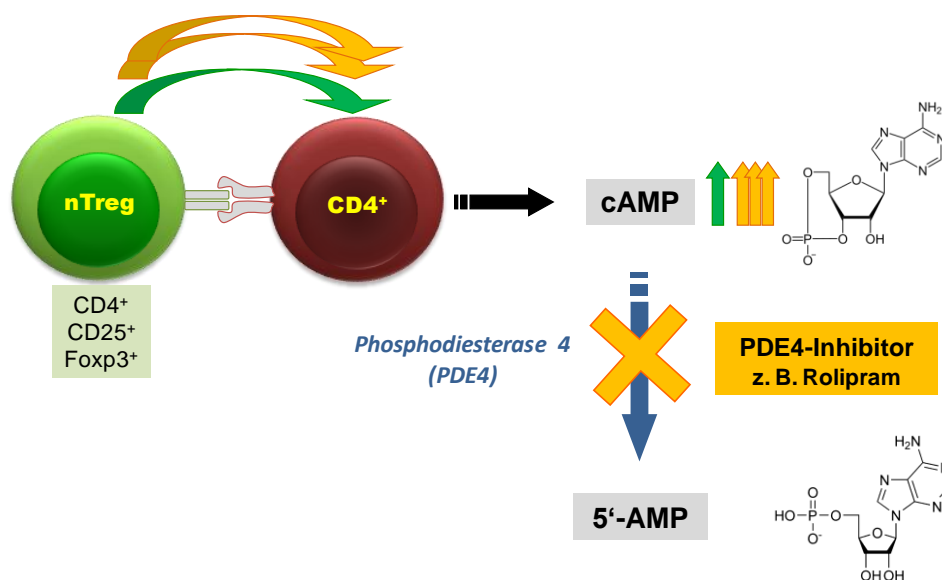 nTreg
CD4⁺
CD4⁺
CD25⁺
Foxp3⁺
cAMP
NH₂
N
N
N
N
O
O
O
O=P
O⁻
OH
Phosphodiesterase 4
(PDE4)
PDE4-Inhibitor
z. B. Rolipram
5‘-AMP
H₂N
N
N
N
O
HO-P-O
O⁻
O
OH OH